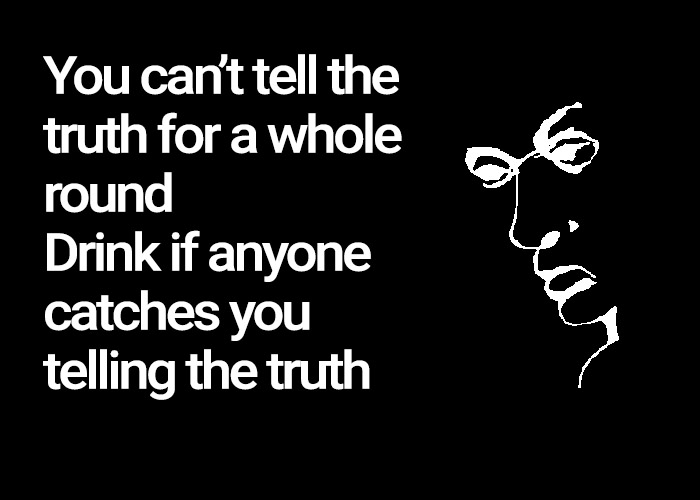 You can’t tell the
truth for a whole
round
Drink if anyone
catches you
telling the truth